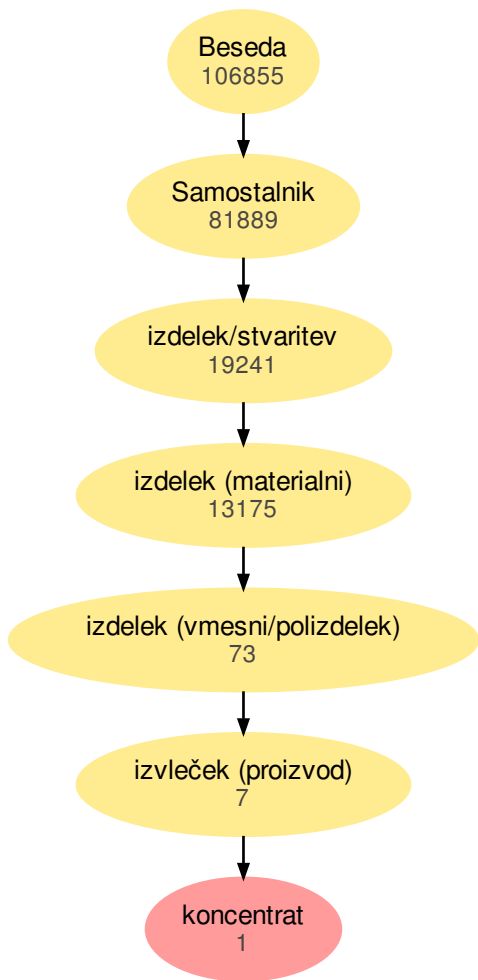 Beseda
106855
Samostalnik
81889
izdelek/stvaritev
19241
izdelek (materialni)
13175
izdelek (vmesni/polizdelek)
73
izvleček (proizvod)
7
koncentrat
1